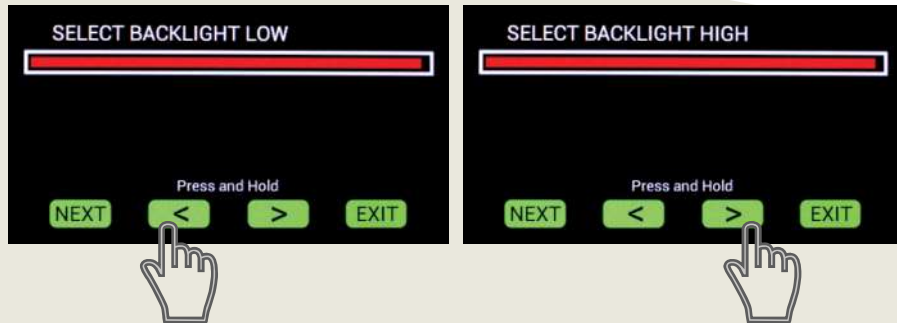 SELECT BACKLIGHT LOW
Press and Hold
NEXT < > EXIT
SELECT BACKLIGHT HIGH
Press and Hold
NEXT < > EXIT